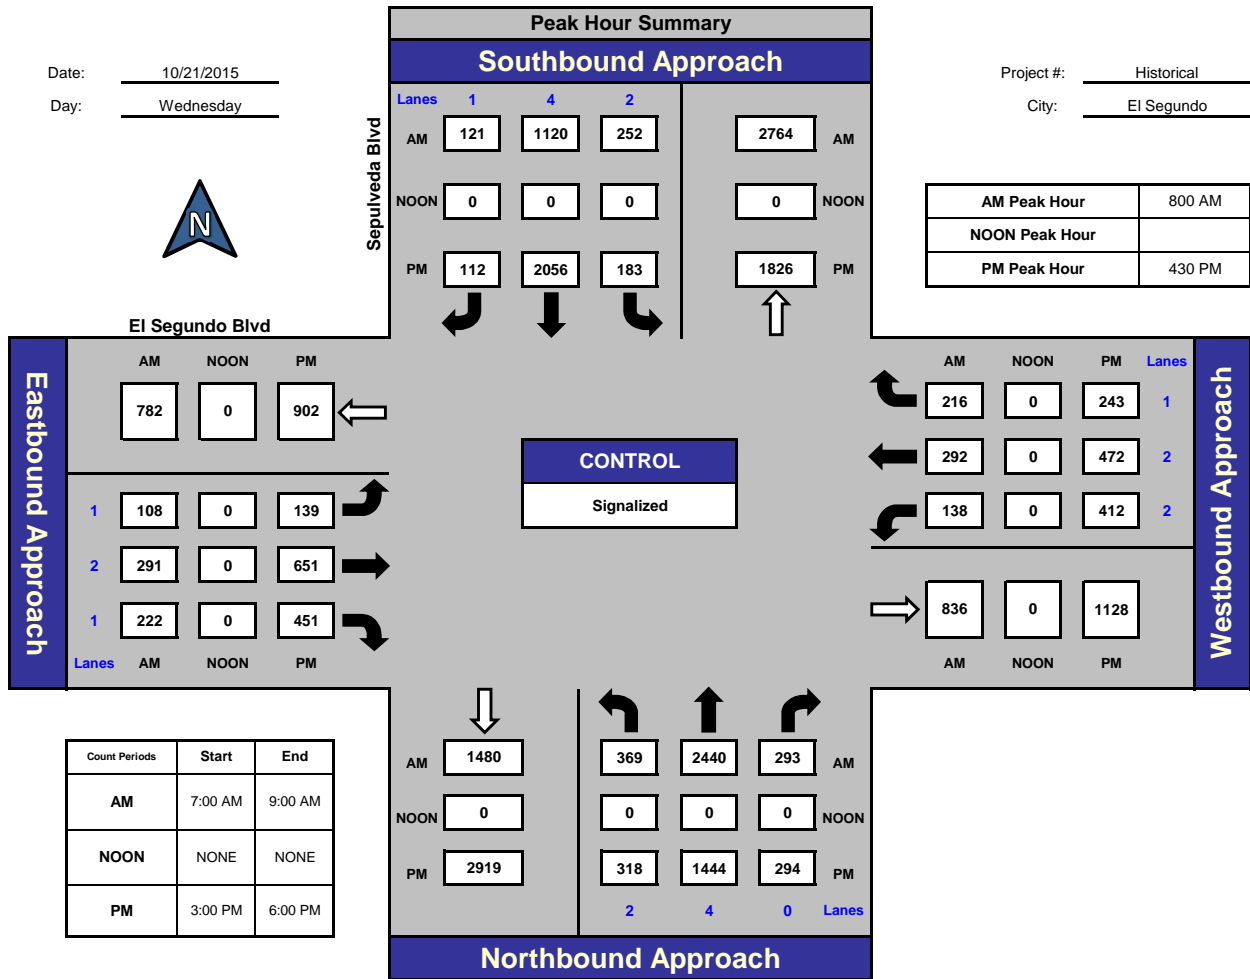 Peak Hour Summary
Southbound Approach
Date: 10/21/2015
Day: Wednesday
Project #: Historical
City: El Segundo
Sepulveda Blvd
Lanes 1 4 2
AM 121 1120 252 2764 AM
NOON 0 0 0 0 NOON
PM 112 2056 183 1826 PM
N
AM Peak Hour 800 AM
NOON Peak Hour
PM Peak Hour 430 PM
El Segundo Blvd
Eastbound Approach
AM NOON PM
782 0 902
1 108 0 139
2 291 0 651
1 222 0 451
Lanes AM NOON PM
CONTROL
Signalized
AM NOON PM Lanes
216 0 243 1
292 0 472 2
138 0 412 2
836 0 1128
AM NOON PM
Westbound Approach
Count Periods Start End
AM 7:00 AM 9:00 AM
NOON NONE NONE
PM 3:00 PM 6:00 PM
AM 1480 369 2440 293 AM
NOON 0 0 0 0 NOON
PM 2919 318 1444 294 PM
2 4 0 Lanes
Northbound Approach